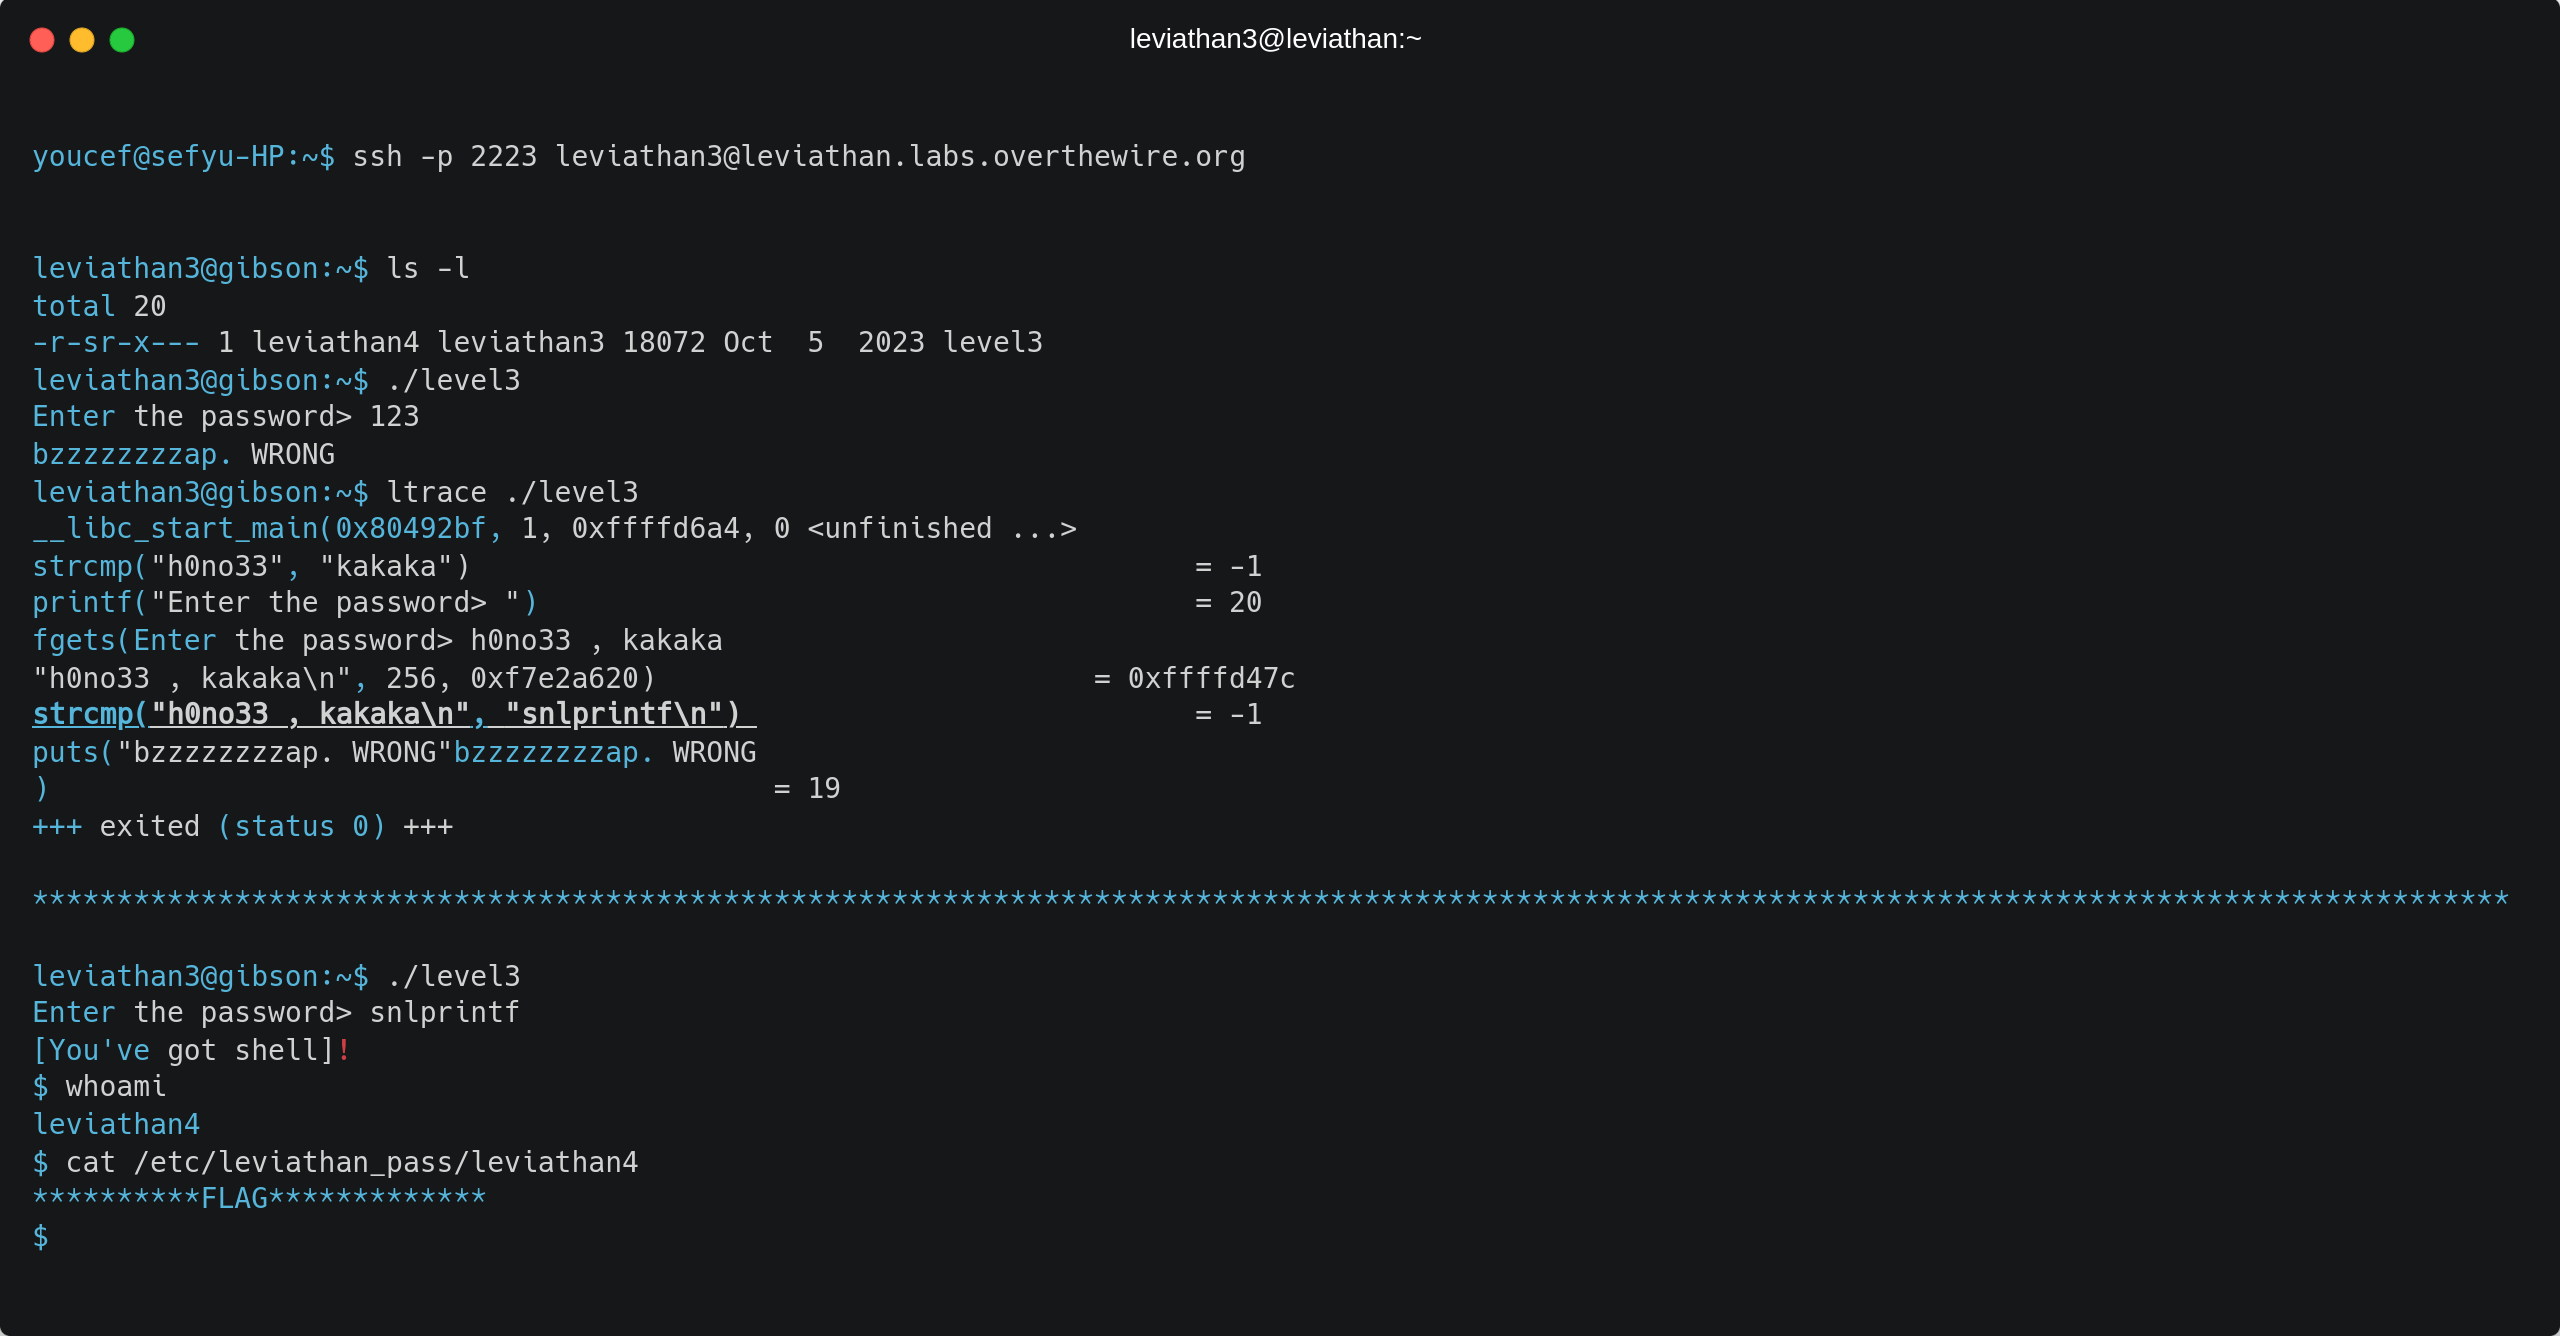 leviathan3@leviathan:~
youcef@sefyu-HP:~$ ssh -p 2223 leviathan3@leviathan.labs.overthewire.org
leviathan3@gibson:~$ ls -l
total 20
-r-sr-x--- 1 leviathan4 leviathan3 18072 Oct  5  2023 level3
leviathan3@gibson:~$ ./level3
Enter the password> 123
bzzzzzzzzap. WRONG
leviathan3@gibson:~$ ltrace ./level3
__libc_start_main(0x80492bf, 1, 0xffffd6a4, 0 <unfinished ...>
strcmp("h0no33", "kakaka")                                           = -1
printf("Enter the password> ")                                       = 20
fgets(Enter the password> h0no33 , kakaka
"h0no33 , kakaka\n", 256, 0xf7e2a620)                          = 0xffffd47c
strcmp("h0no33 , kakaka\n", "snlprintf\n")                           = -1
puts("bzzzzzzzzap. WRONG"bzzzzzzzzap. WRONG
)                                           = 19
+++ exited (status 0) +++
***************************************************************************************************************************************************
leviathan3@gibson:~$ ./level3
Enter the password> snlprintf
[You've got shell]!
$ whoami
leviathan4
$ cat /etc/leviathan_pass/leviathan4
**********FLAG*************
$